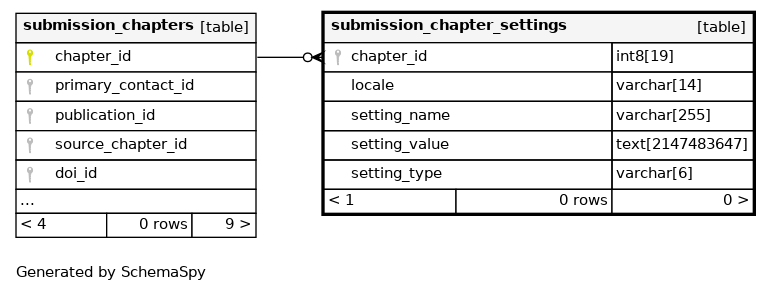 submission_chapters [table]
chapter_id
primary_contact_id
publication_id
source_chapter_id
doi_id
...
< 4 0 rows 9 >
submission_chapter_settings [table]
chapter_id int8[19]
locale varchar[14]
setting_name varchar[255]
setting_value text[2147483647]
setting_type varchar[6]
< 1 0 rows 0 >
Generated by SchemaSpy